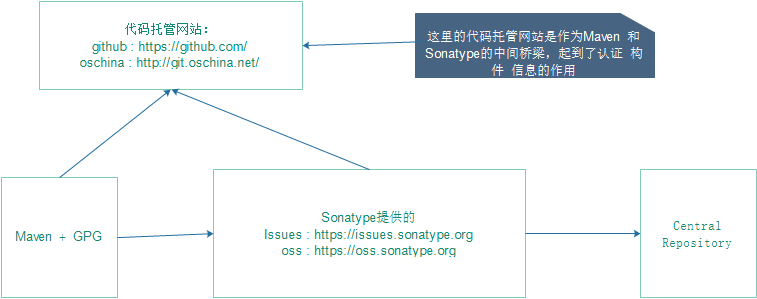 代码托管网站：
github : https://github.com/
oschina : http://git.oschina.net/
这里的代码托管网站是作为Maven 和
Sonatype的中间桥梁，起到了认证 构
件 信息的作用
Maven + GPG
Sonatype提供的
Issues : https://issues.sonatype.org
oss : https://oss.sonatype.org
Central
Repository